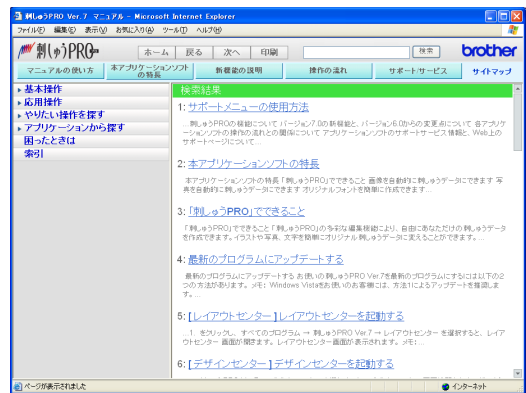 刺しゅうPRO Ver.7 マニュアル - Microsoft Internet Explorer
ファイル(F) 編集(E) 表示(V) お気に入り(A) ツール(T) ヘルプ(H)
刺しゅうPRO ホーム 戻る 次へ 印刷 検索 brother
マニュアルの使い方 本アプリケーションソフトの特長 新機能の説明 操作の流れ サポート/サービス サイトマップ
基本操作
応用操作
やりたい操作を探す
アプリケーションから探す
困ったときは
索引
検索結果
1: サポートメニューの使用方法
...刺しゅうPROの機能について バージョン7.0の新機能と、バージョン6.0からの変更点について 各アプリケーションソフトの操作の流れとの関係について アプリケーションソフトのサポートサービス情報と、Web上のサポートページについて...
2: 本アプリケーションソフトの特長
本アプリケーションソフトの特長 「刺しゅうPRO」でできること 画像を自動的に刺しゅうデータにできます 写真を自動的に刺しゅうデータにできます オリジナルフォントを簡単に作成できます...
3: 「刺しゅうPRO」でできること
「刺しゅうPRO」でできること 「刺しゅうPRO」の多彩な編集機能により、自由にあなただけの刺しゅうデータを作成できます。イラストや写真、文字を簡単にオリジナル刺しゅうデータに変えることができます。...
4: 最新のプログラムにアップデートする
最新のプログラムにアップデートする お使いの刺しゅうPRO Ver.7を最新のプログラムにするには以下の2つの方法があります。メモ: Windows Vistaをお使いのお客様には、方法1によるアップデートを推奨します。...
5: [レイアウトセンター]レイアウトセンターを起動する
...1. をクリックし、すべてのプログラム → 刺しゅうPRO Ver.7 → レイアウトセンター を選択すると、レイアウトセンター 画面が開きます。レイアウトセンター画面が表示されます。メモ:...
6: [デザインセンター]デザインセンターを起動する
ページが表示されました インターネット